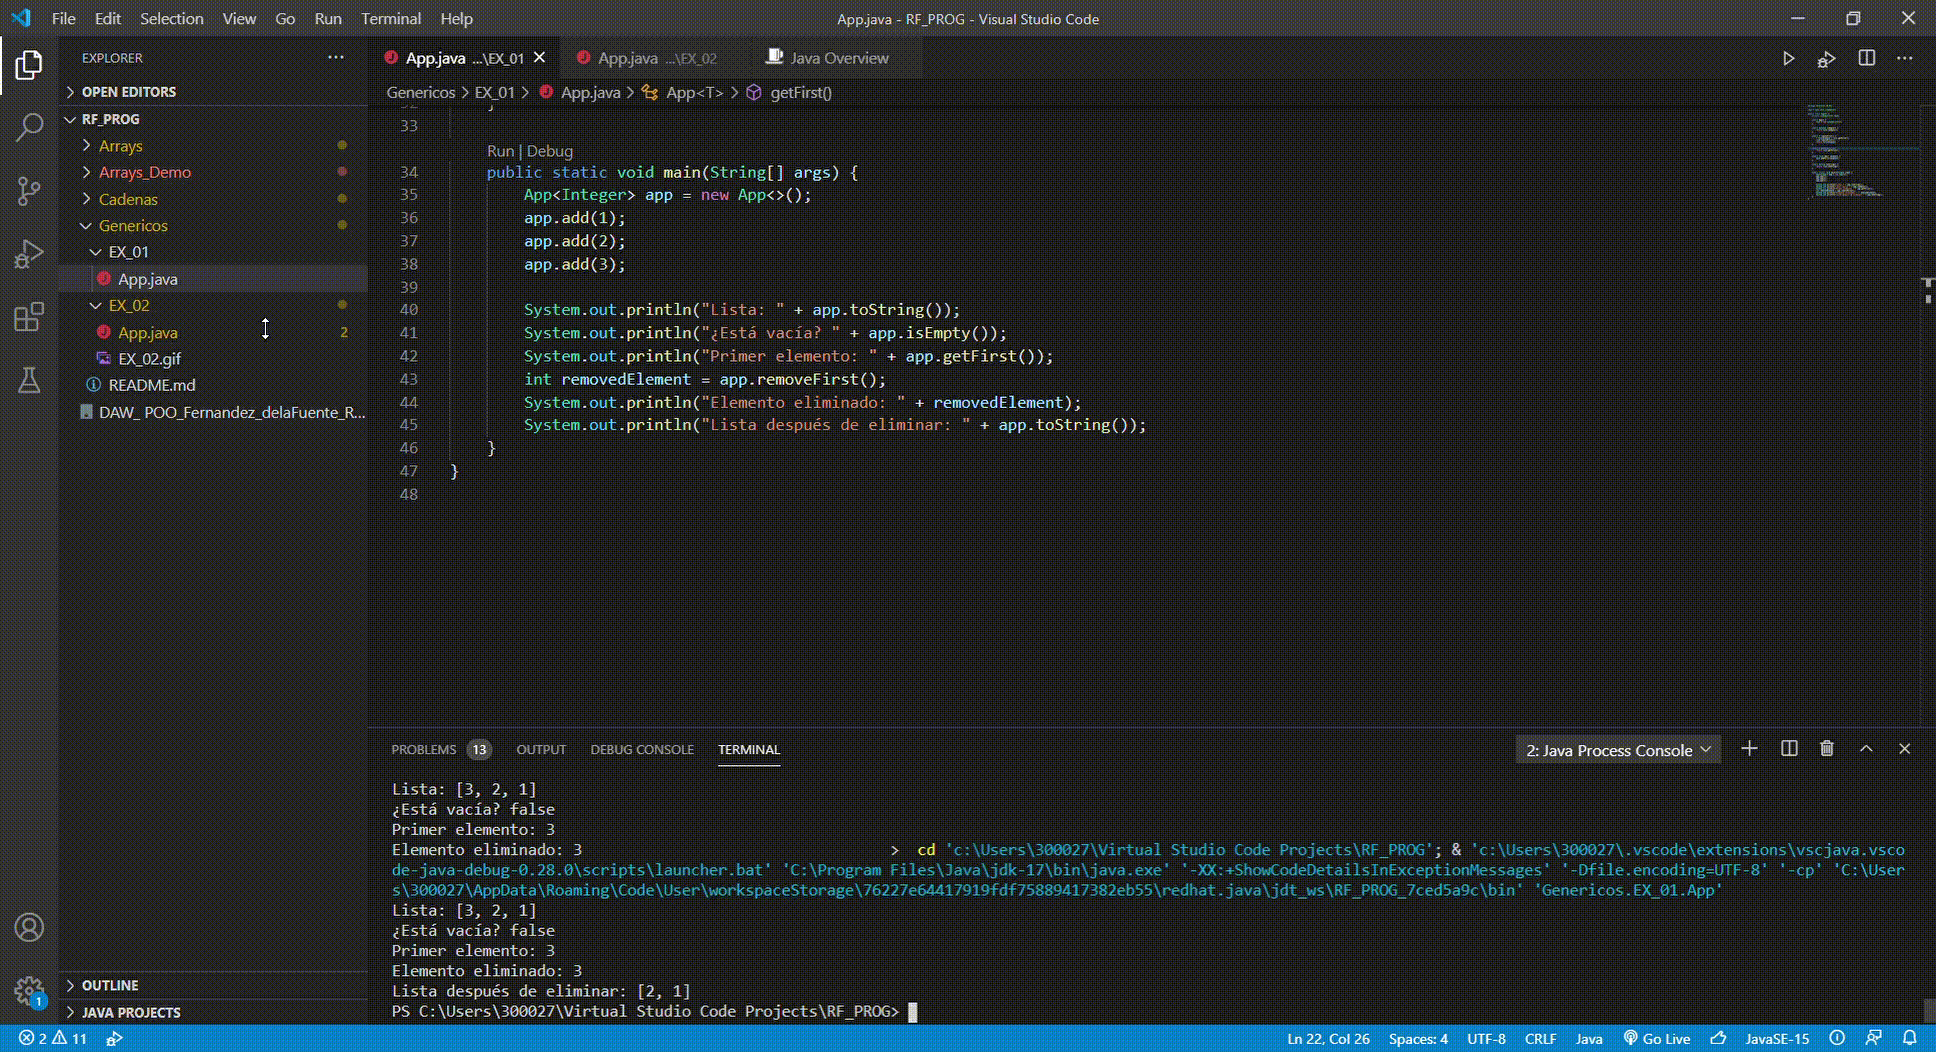 File Edit Selection View Go Run Terminal Help
App.java - RF_PROG - Visual Studio Code
EXPLORER
OPEN EDITORS
RF_PROG
Arrays
Arrays_Demo
Cadenas
Genericos
EX_01
App.java
EX_02
App.java 2
EX_02.gif
README.md
DAW_ POO_Fernandez_delaFuente_R...
OUTLINE
JAVA PROJECTS
1
App.java ...\EX_01
App.java ...\EX_02
Java Overview
Genericos > EX_01 > App.java > App<T> > getFirst()
33
Run | Debug
34 public static void main(String[] args) {
35 App<Integer> app = new App<>();
36 app.add(1);
37 app.add(2);
38 app.add(3);
39
40 System.out.println("Lista: " + app.toString());
41 System.out.println("¿Está vacía? " + app.isEmpty());
42 System.out.println("Primer elemento: " + app.getFirst());
43 int removedElement = app.removeFirst();
44 System.out.println("Elemento eliminado: " + removedElement);
45 System.out.println("Lista después de eliminar: " + app.toString());
46 }
47 }
48
PROBLEMS 13 OUTPUT DEBUG CONSOLE TERMINAL
2: Java Process Console
Lista: [3, 2, 1]
¿Está vacía? false
Primer elemento: 3
Elemento eliminado: 3 > cd 'c:\Users\300027\Virtual Studio Code Projects\RF_PROG'; & 'c:\Users\300027\.vscode\extensions\vscjava.vsco
de-java-debug-0.28.0\scripts\launcher.bat' 'C:\Program Files\Java\jdk-17\bin\java.exe' '-XX:+ShowCodeDetailsInExceptionMessages' '-Dfile.encoding=UTF-8' '-cp' 'C:\User
s\300027\AppData\Roaming\Code\User\workspaceStorage\76227e64417919fdf75889417382eb55\redhat.java\jdt_ws\RF_PROG_7ced5a9c\bin' 'Genericos.EX_01.App'
Lista: [3, 2, 1]
¿Está vacía? false
Primer elemento: 3
Elemento eliminado: 3
Lista después de eliminar: [2, 1]
PS C:\Users\300027\Virtual Studio Code Projects\RF_PROG>
2 11
Ln 22, Col 26 Spaces: 4 UTF-8 CRLF Java Go Live JavaSE-15